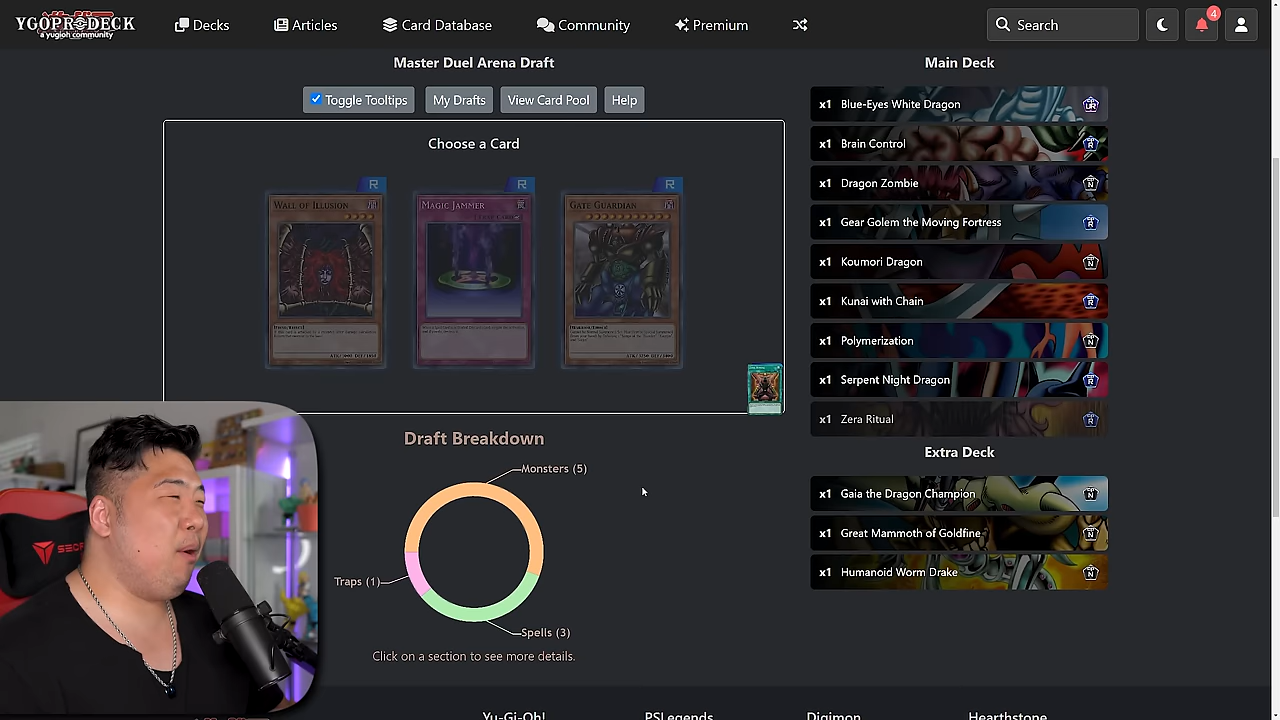 YGOPRODECK
a yugioh community
Decks
Articles
Card Database
Community
Premium
Search
4
Master Duel Arena Draft
Toggle Tooltips
My Drafts
View Card Pool
Help
Choose a Card
R
R
R
Wall of Illusion
Magic Jammer
Gate Guardian
Draft Breakdown
Monsters (5)
Traps (1)
Spells (3)
Click on a section to see more details.
Main Deck
x1 Blue-Eyes White Dragon
x1 Brain Control
x1 Dragon Zombie
x1 Gear Golem the Moving Fortress
x1 Koumori Dragon
x1 Kunai with Chain
x1 Polymerization
x1 Serpent Night Dragon
x1 Zera Ritual
Extra Deck
x1 Gaia the Dragon Champion
x1 Great Mammoth of Goldfine
x1 Humanoid Worm Drake
Yu-Gi-Oh!
PSLegends
Digimon
Hearthstone